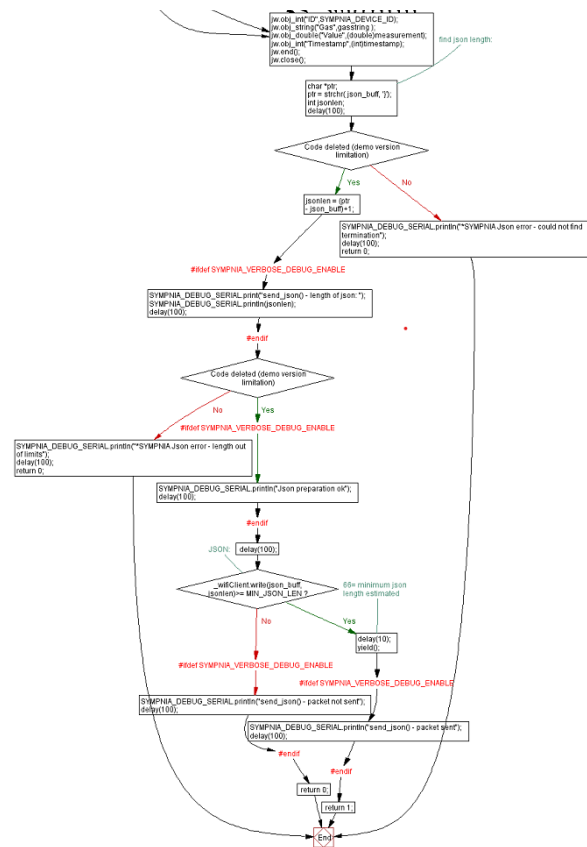 jw.obj_int("ID",SYMPNIA_DEVICE_ID);
jw.obj_string("Gas",gasstring );
jw.obj_double("Value",(double)measurement);
jw.obj_int("Timestamp",(int)timestamp);
jw.end();
jw.close();
find json length:
char *ptr;
ptr = strchr( json_buff, '}');
int jsonlen;
delay(100);
Code deleted (demo version
limitation)
Yes
No
jsonlen = (ptr
- json_buff)+1;
SYMPNIA_DEBUG_SERIAL.println("*SYMPNIA Json error - could not find
termination");
delay(100);
return 0;
#ifdef SYMPNIA_VERBOSE_DEBUG_ENABLE
SYMPNIA_DEBUG_SERIAL.print("send_json() - length of json: ");
SYMPNIA_DEBUG_SERIAL.println(jsonlen);
delay(100);
#endif
Code deleted (demo version
limitation)
No
Yes
#ifdef SYMPNIA_VERBOSE_DEBUG_ENABLE
SYMPNIA_DEBUG_SERIAL.println("*SYMPNIA Json error - length out
of limits");
delay(100);
return 0;
SYMPNIA_DEBUG_SERIAL.println("Json preparation ok");
delay(100);
#endif
JSON:
delay(100);
_wifiClient.write(json_buff,
jsonlen)>= MIN_JSON_LEN ?
66= minimum json
length estimated
No
Yes
delay(10);
yield();
#ifdef SYMPNIA_VERBOSE_DEBUG_ENABLE
#ifdef SYMPNIA_VERBOSE_DEBUG_ENABLE
SYMPNIA_DEBUG_SERIAL.println("send_json() - packet not sent");
delay(100);
SYMPNIA_DEBUG_SERIAL.println("send_json() - packet sent");
delay(100);
#endif
#endif
return 0;
return 1;
End